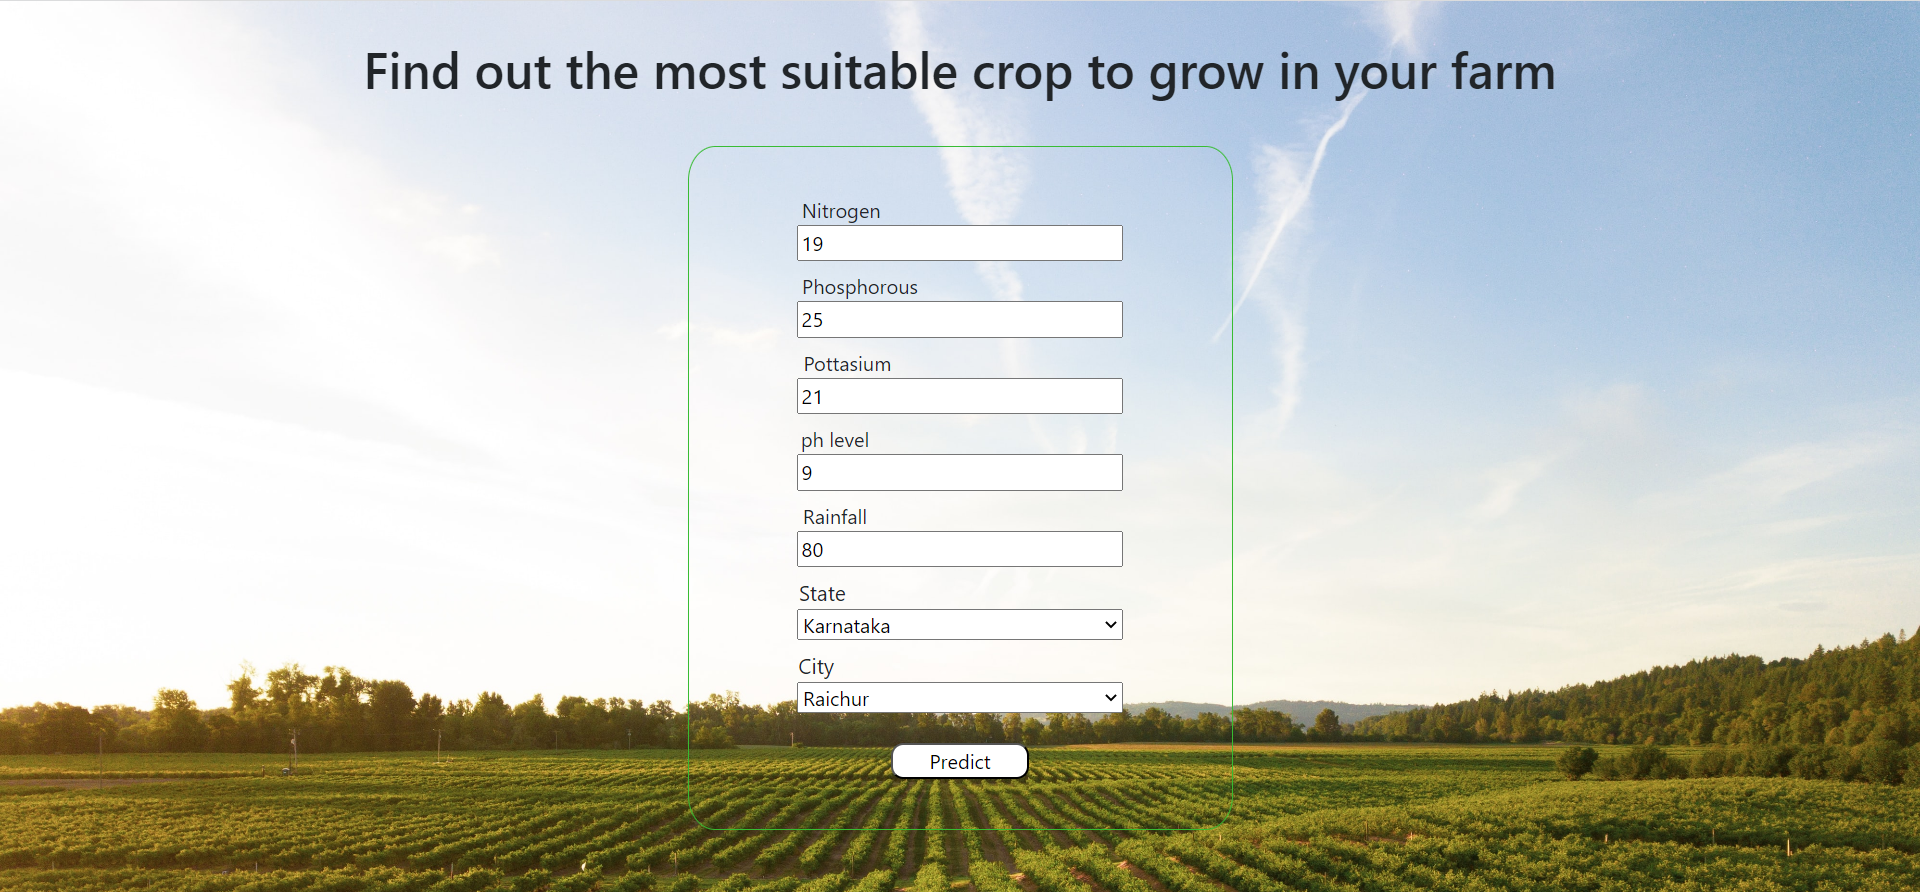 Find out the most suitable crop to grow in your farm
Nitrogen
19
Phosphorous
25
Pottasium
21
ph level
9
Rainfall
80
State
Karnataka
City
Raichur
Predict